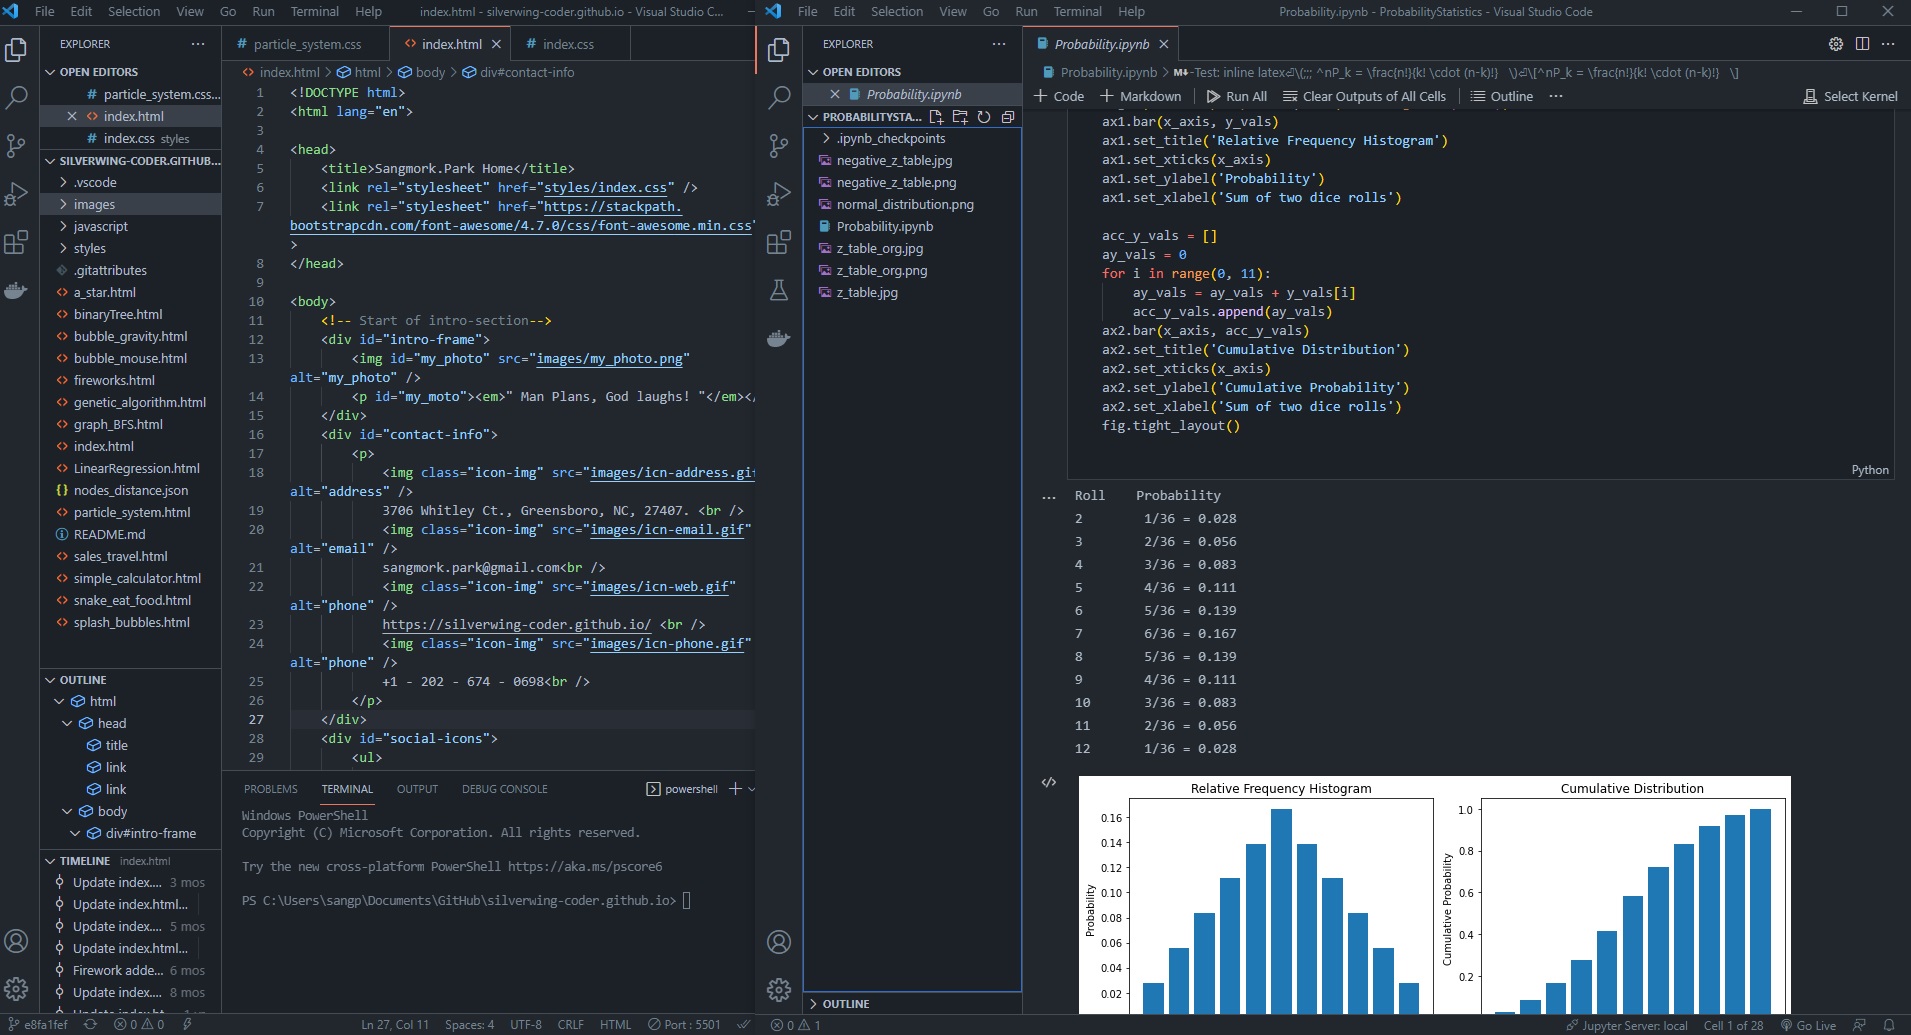 File Edit Selection View Go Run Terminal Help index.html - silverwing-coder.github.io - Visual Studio C...
EXPLORER ...
OPEN EDITORS
# particle_system.css...
index.html
# index.css styles
SILVERWING-CODER.GITHUB...
.vscode
images
javascript
styles
.gitattributes
a_star.html
binaryTree.html
bubble_gravity.html
bubble_mouse.html
fireworks.html
genetic_algorithm.html
graph_BFS.html
index.html
LinearRegression.html
nodes_distance.json
particle_system.html
README.md
sales_travel.html
simple_calculator.html
snake_eat_food.html
splash_bubbles.html
OUTLINE
html
head
title
link
link
body
div#intro-frame
TIMELINE index.html
Update index.... 3 mos
Update index.html...
Update index.... 5 mos
Update index.html...
Firework adde... 6 mos
Update index.... 8 mos
# particle_system.css
<> index.html
# index.css
<> index.html > html > body > div#contact-info
1 <!DOCTYPE html>
2 <html lang="en">
3
4 <head>
5 <title>Sangmork.Park Home</title>
6 <link rel="stylesheet" href="styles/index.css" />
7 <link rel="stylesheet" href="https://stackpath.
bootstrapcdn.com/font-awesome/4.7.0/css/font-awesome.min.css"
>
8 </head>
9
10 <body>
11 <!-- Start of intro-section-->
12 <div id="intro-frame">
13 <img id="my_photo" src="images/my_photo.png"
alt="my_photo" />
14 <p id="my_moto"><em>" Man Plans, God laughs! "</em></
15 </div>
16 <div id="contact-info">
17 <p>
18 <img class="icon-img" src="images/icn-address.gif
alt="address" />
19 3706 Whitley Ct., Greensboro, NC, 27407. <br />
20 <img class="icon-img" src="images/icn-email.gif"
alt="email" />
21 sangmork.park@gmail.com<br />
22 <img class="icon-img" src="images/icn-web.gif"
alt="phone" />
23 https://silverwing-coder.github.io/ <br />
24 <img class="icon-img" src="images/icn-phone.gif"
alt="phone" />
25 +1 - 202 - 674 - 0698<br />
26 </p>
27 </div>
28 <div id="social-icons">
29 <ul>
PROBLEMS TERMINAL OUTPUT DEBUG CONSOLE powershell
Windows PowerShell
Copyright (C) Microsoft Corporation. All rights reserved.
Try the new cross-platform PowerShell https://aka.ms/pscore6
PS C:\Users\sangp\Documents\GitHub\silverwing-coder.github.io>
e8fa1fef 0 0 Ln 27, Col 11 Spaces: 4 UTF-8 CRLF HTML Port : 5501
File Edit Selection View Go Run Terminal Help Probability.ipynb - ProbabilityStatistics - Visual Studio Code
EXPLORER ...
OPEN EDITORS
Probability.ipynb
PROBABILITYSTA...
.ipynb_checkpoints
negative_z_table.jpg
negative_z_table.png
normal_distribution.png
Probability.ipynb
z_table_org.jpg
z_table_org.png
z_table.jpg
OUTLINE
Probability.ipynb
Probability.ipynb > M↓-Test: inline latex⏎\(;;; ^nP_k = \frac{n!}{k! \cdot (n-k)!} \)⏎\[^nP_k = \frac{n!}{k! \cdot (n-k)!} \]
+ Code + Markdown Run All Clear Outputs of All Cells Outline ... Select Kernel
ax1.bar(x_axis, y_vals)
ax1.set_title('Relative Frequency Histogram')
ax1.set_xticks(x_axis)
ax1.set_ylabel('Probability')
ax1.set_xlabel('Sum of two dice rolls')
acc_y_vals = []
ay_vals = 0
for i in range(0, 11):
ay_vals = ay_vals + y_vals[i]
acc_y_vals.append(ay_vals)
ax2.bar(x_axis, acc_y_vals)
ax2.set_title('Cumulative Distribution')
ax2.set_xticks(x_axis)
ax2.set_ylabel('Cumulative Probability')
ax2.set_xlabel('Sum of two dice rolls')
fig.tight_layout()
Python
... Roll Probability
2 1/36 = 0.028
3 2/36 = 0.056
4 3/36 = 0.083
5 4/36 = 0.111
6 5/36 = 0.139
7 6/36 = 0.167
8 5/36 = 0.139
9 4/36 = 0.111
10 3/36 = 0.083
11 2/36 = 0.056
12 1/36 = 0.028
Relative Frequency Histogram
Probability
0.16
0.14
0.12
0.10
0.08
0.06
0.04
0.02
Cumulative Distribution
Cumulative Probability
1.0
0.8
0.6
0.4
0.2
0 1 Jupyter Server: local Cell 1 of 28 Go Live